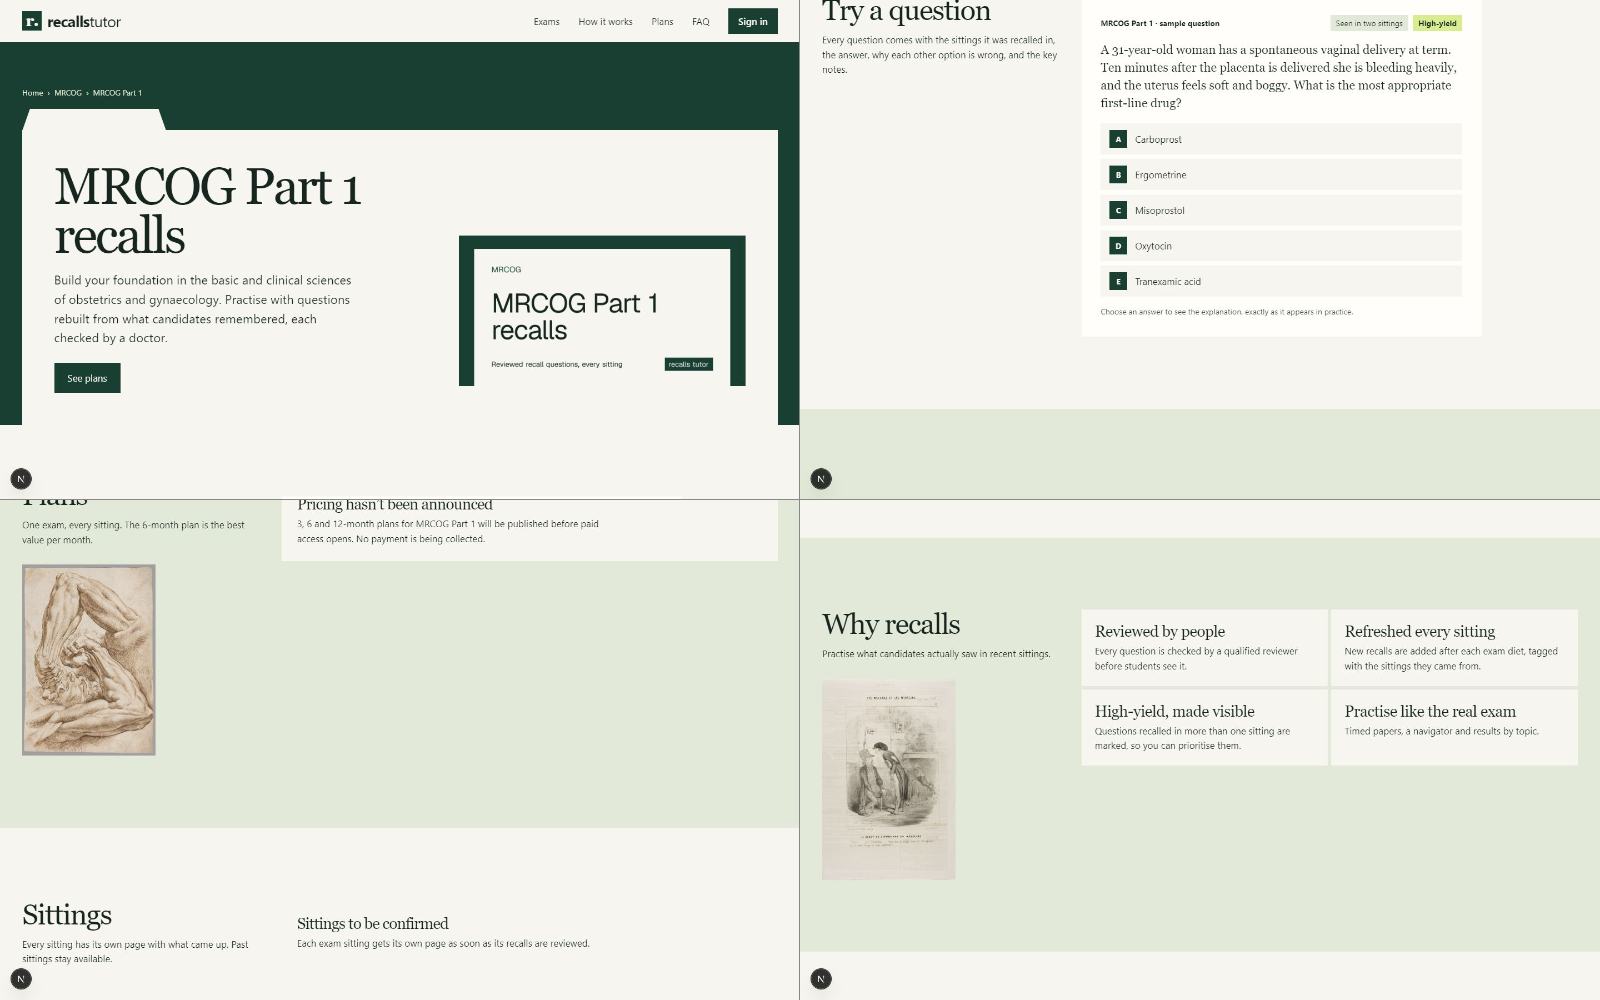 r. recallstutor
Exams How it works Plans FAQ Sign in
Home › MRCOG › MRCOG Part 1
MRCOG Part 1
recalls
Build your foundation in the basic and clinical sciences
of obstetrics and gynaecology. Practise with questions
rebuilt from what candidates remembered, each
checked by a doctor.
See plans
MRCOG
MRCOG Part 1
recalls
Reviewed recall questions, every sitting
recalls tutor
N
Try a question
Every question comes with the sittings it was recalled in,
the answer, why each other option is wrong, and the key
notes.
MRCOG Part 1 · sample question
Seen in two sittings
High-yield
A 31-year-old woman has a spontaneous vaginal delivery at term.
Ten minutes after the placenta is delivered she is bleeding heavily,
and the uterus feels soft and boggy. What is the most appropriate
first-line drug?
A Carboprost
B Ergometrine
C Misoprostol
D Oxytocin
E Tranexamic acid
Choose an answer to see the explanation, exactly as it appears in practice.
N
Plans
One exam, every sitting. The 6-month plan is the best
value per month.
Pricing hasn't been announced
3, 6 and 12-month plans for MRCOG Part 1 will be published before paid
access opens. No payment is being collected.
Sittings
Every sitting has its own page with what came up. Past
sittings stay available.
Sittings to be confirmed
Each exam sitting gets its own page as soon as its recalls are reviewed.
N
Why recalls
Practise what candidates actually saw in recent sittings.
Reviewed by people
Every question is checked by a qualified reviewer
before students see it.
Refreshed every sitting
New recalls are added after each exam diet, tagged
with the sittings they came from.
High-yield, made visible
Questions recalled in more than one sitting are
marked, so you can prioritise them.
Practise like the real exam
Timed papers, a navigator and results by topic.
N